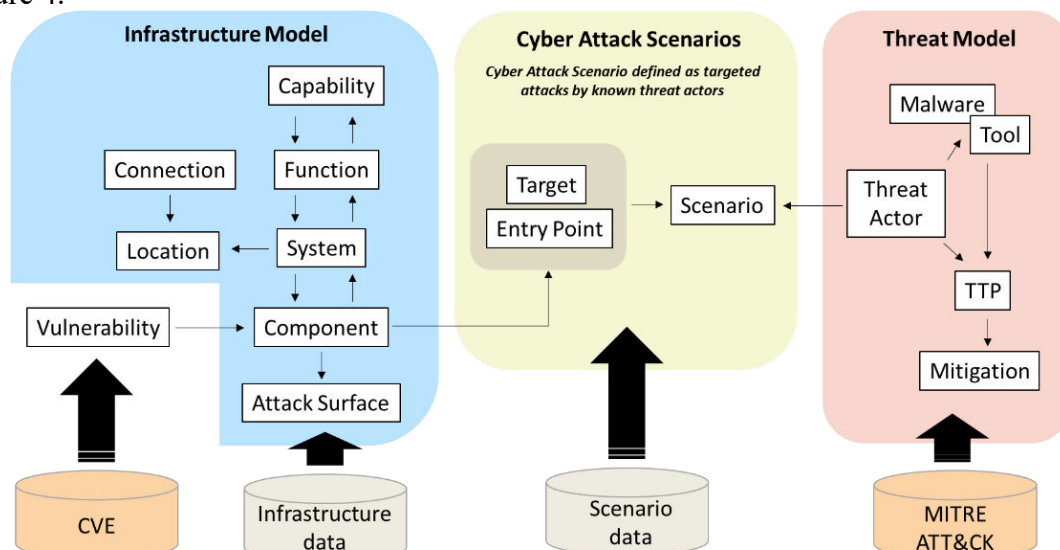 ure 4.
Infrastructure Model
Capability
Connection
Function
Location
System
Vulnerability
Component
Attack Surface
Cyber Attack Scenarios
Cyber Attack Scenario defined as targeted
attacks by known threat actors
Target
Entry Point
Scenario
Threat Model
Malware
Tool
Threat
Actor
TTP
Mitigation
CVE
Infrastructure
data
Scenario
data
MITRE
ATT&CK